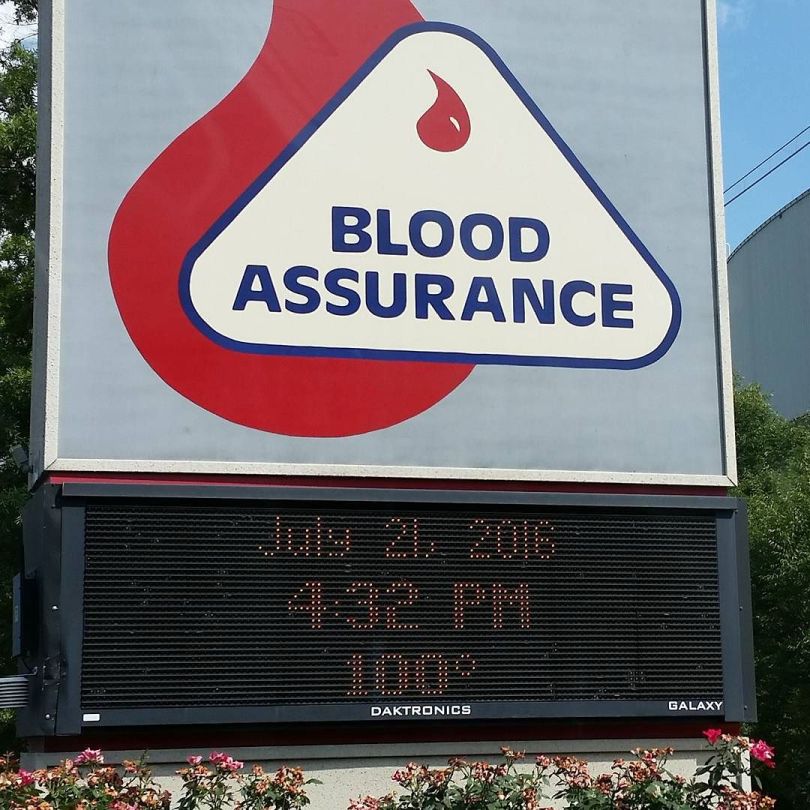 BLOOD
ASSURANCE
July 21, 2016
4:32 PM
100°
DAKTRONICS
GALAXY